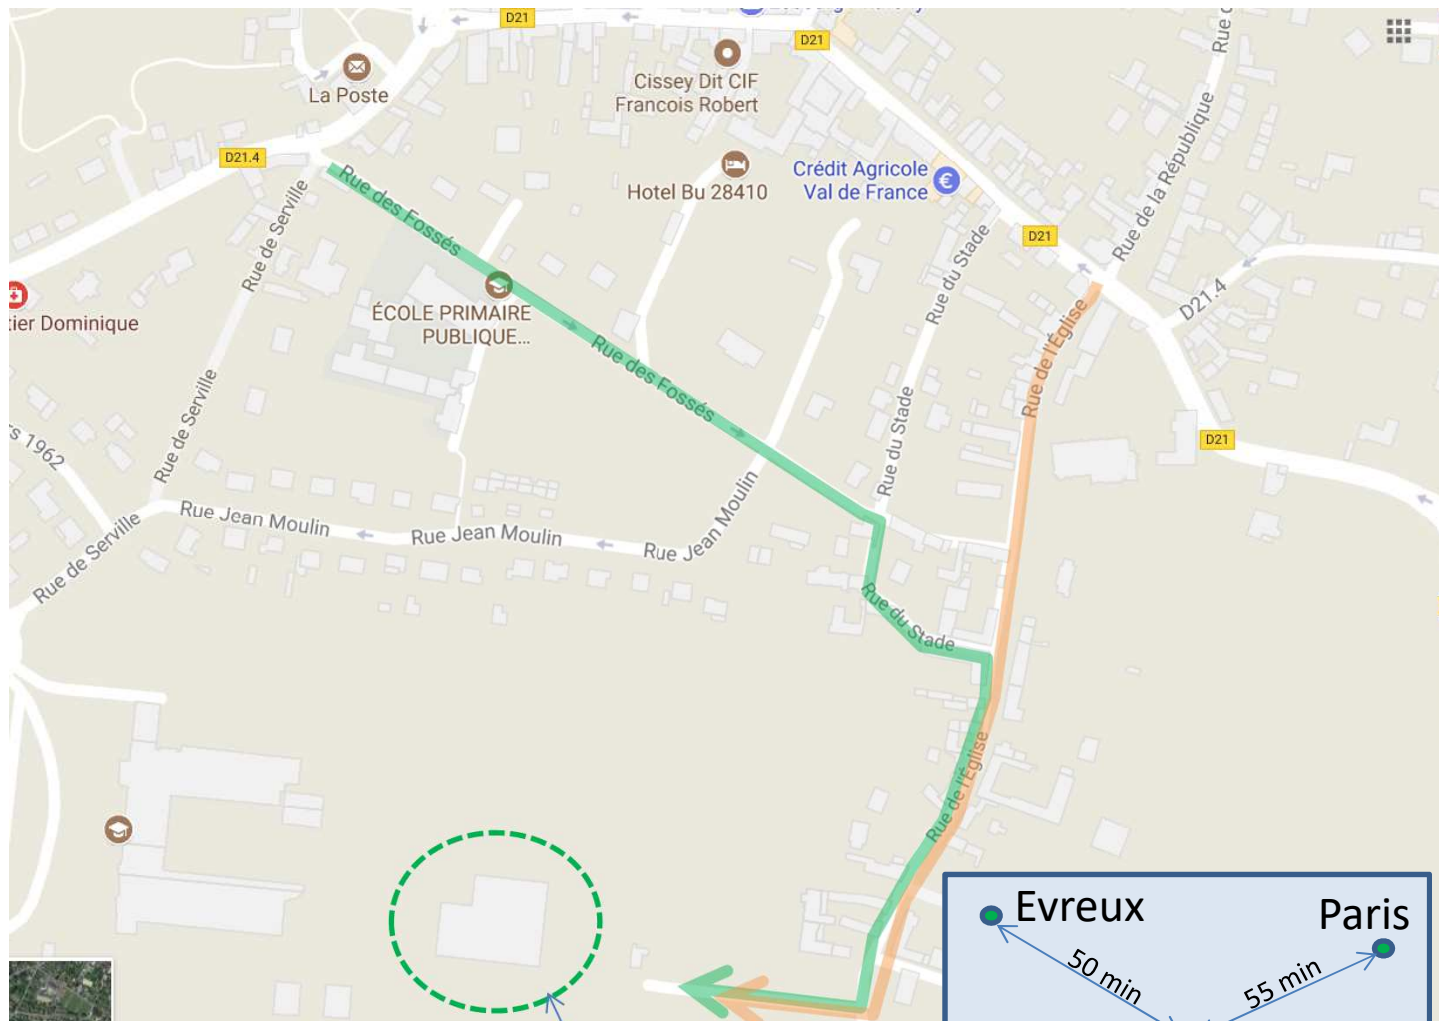 D21
D21
La Poste
Cissey Dit CIF
Francois Robert
Rue de la République
D21.4
Rue des Fossés
Hotel Bu 28410
Crédit Agricole
Val de France
Rue de Serville
Rue du Stade
D21
D21.4
ÉCOLE PRIMAIRE
PUBLIQUE...
tier Dominique
Rue des Fossés
Rue de l'Église
Rue de Serville
Rue du Stade
D21
s 1962
Rue Jean Moulin
Rue Jean Moulin
Rue Jean Moulin
Rue de Serville
Rue du Stade
Rue de l'Église
Evreux
Paris
50 min
55 min